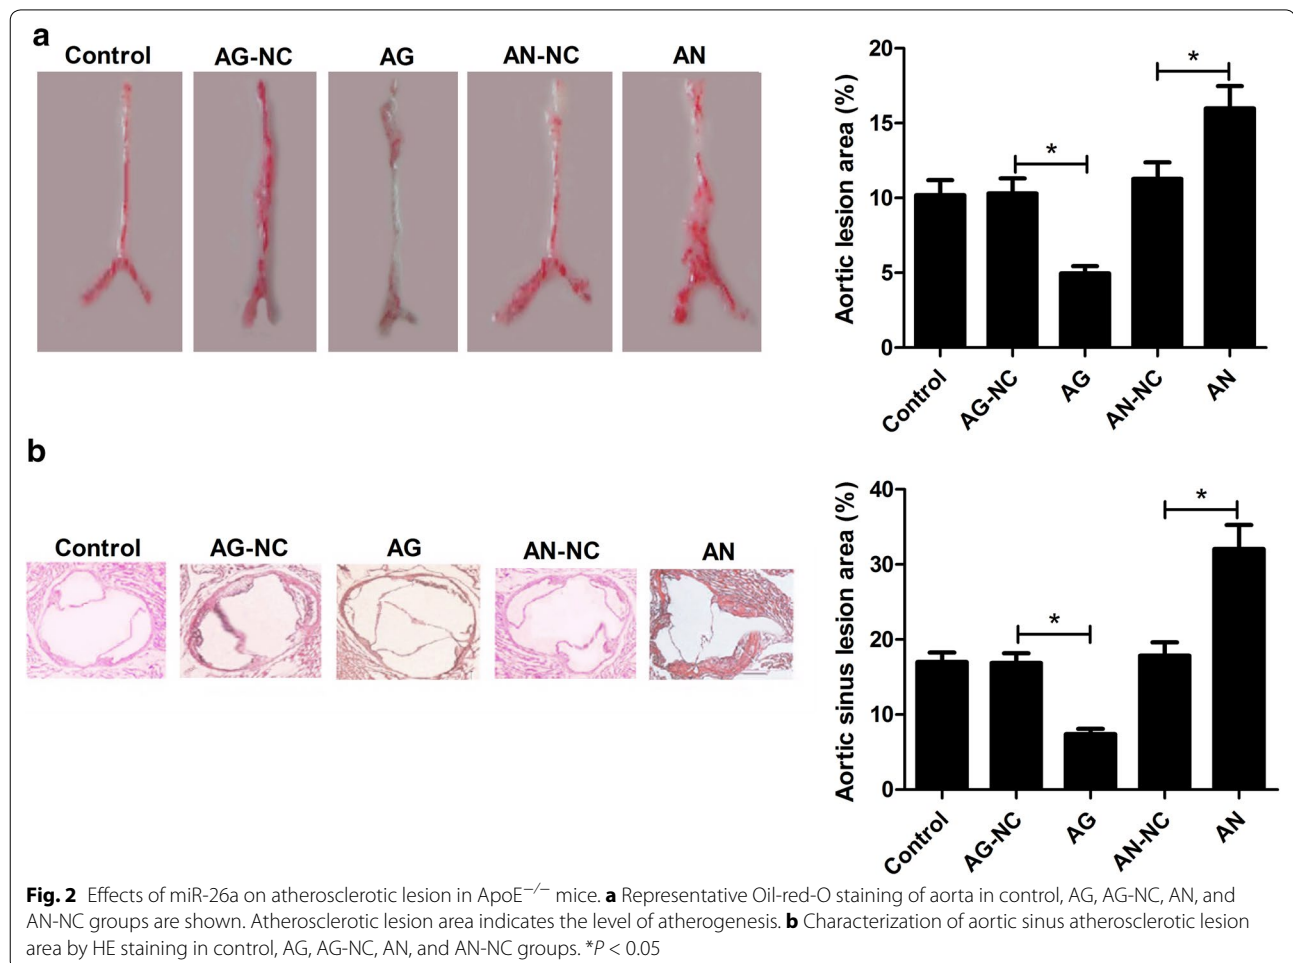 a
Control AG-NC AG AN-NC AN
Aortic lesion area (%)
20
15
10
5
0
*
*
Control AG-NC AG AN-NC AN
b
Control AG-NC AG AN-NC AN
Aortic sinus lesion area (%)
40
30
20
10
0
*
*
Control AG-NC AG AN-NC AN
Fig. 2 Effects of miR-26a on atherosclerotic lesion in ApoE−/− mice. a Representative Oil-red-O staining of aorta in control, AG, AG-NC, AN, and
AN-NC groups are shown. Atherosclerotic lesion area indicates the level of atherogenesis. b Characterization of aortic sinus atherosclerotic lesion
area by HE staining in control, AG, AG-NC, AN, and AN-NC groups. *P < 0.05